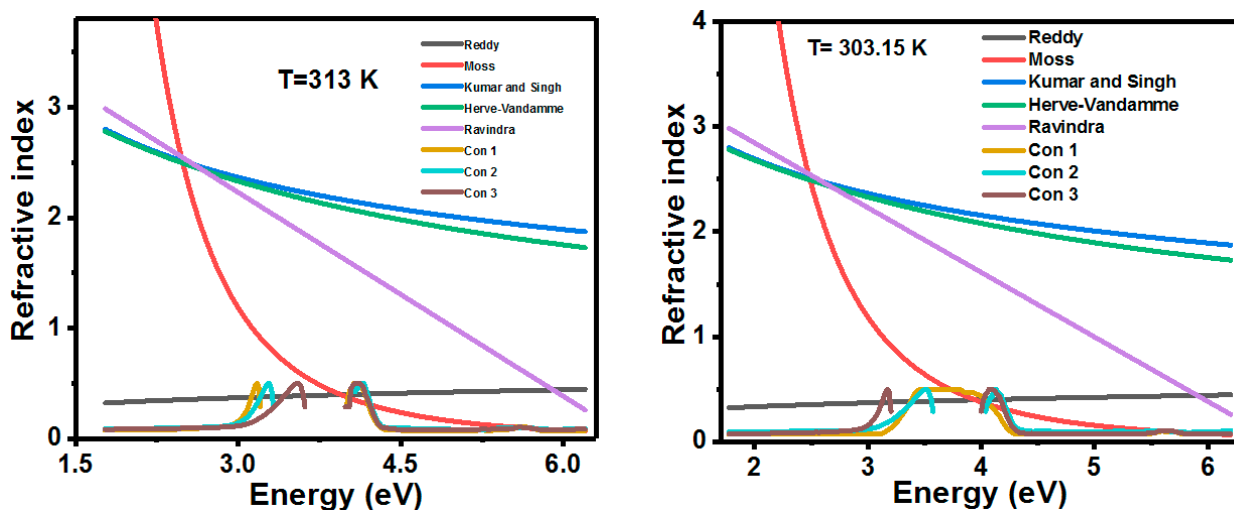 T=313 K
Reddy
Moss
Kumar and Singh
Herve-Vandamme
Ravindra
Con 1
Con 2
Con 3
Refractive index
3
2
1
0
1.5
3.0
4.5
6.0
Energy (eV)
T= 303.15 K
Reddy
Moss
Kumar and Singh
Herve-Vandamme
Ravindra
Con 1
Con 2
Con 3
Refractive index
4
3
2
1
0
2
3
4
5
6
Energy (eV)